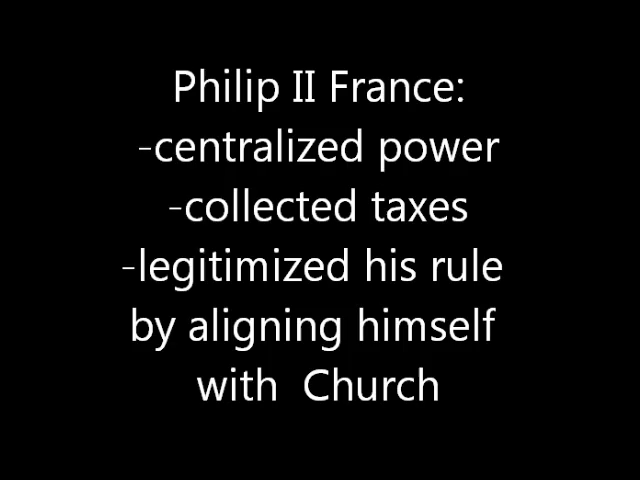 Philip II France:
-centralized power
-collected taxes
-legitimized his rule
by aligning himself
with  Church